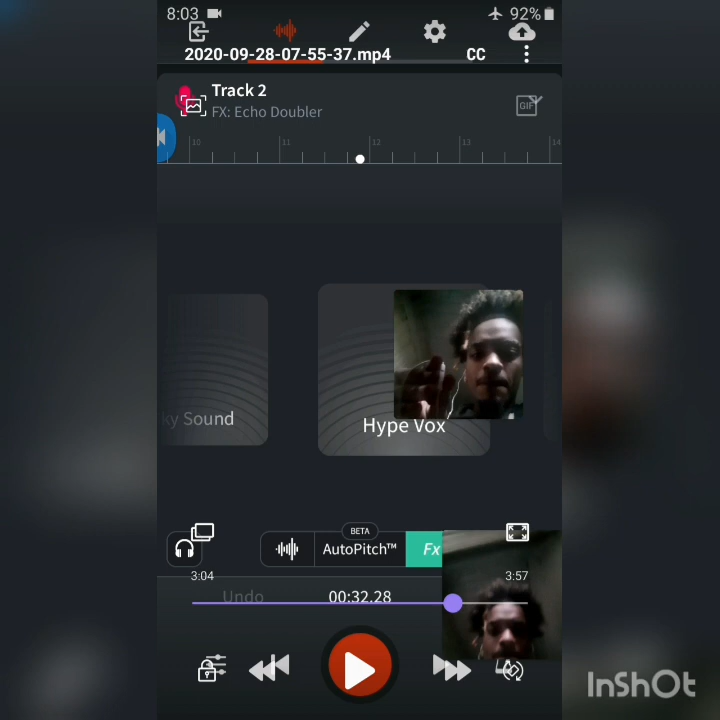 8:03
92%
2020-09-28-07-55-37.mp4
CC
Track 2
FX: Echo Doubler
GIF
10 11 12 13 14
ky Sound
Hype Vox
BETA
AutoPitch™
Fx
3:04
3:57
Undo
00:32.28
InShOt